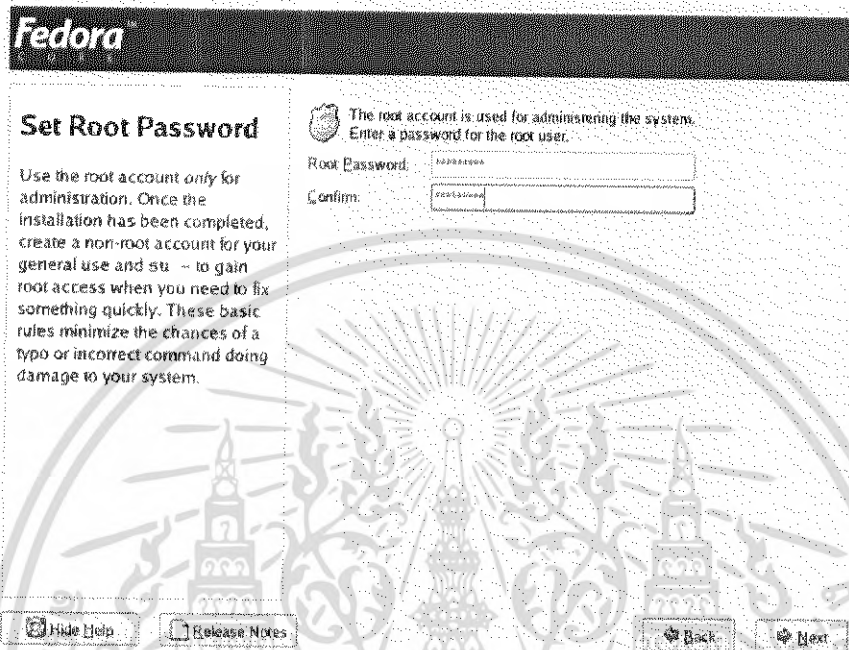 Fedora™
CORE
Set Root Password
Use the root account only for
administration. Once the
installation has been completed,
create a non-root account for your
general use and su - to gain
root access when you need to fix
something quickly. These basic
rules minimize the chances of a
typo or incorrect command doing
damage to your system.
The root account is used for administering the system.
Enter a password for the root user.
Root Password: *********
Confirm: *********
Hide Help
Release Notes
Back
Next